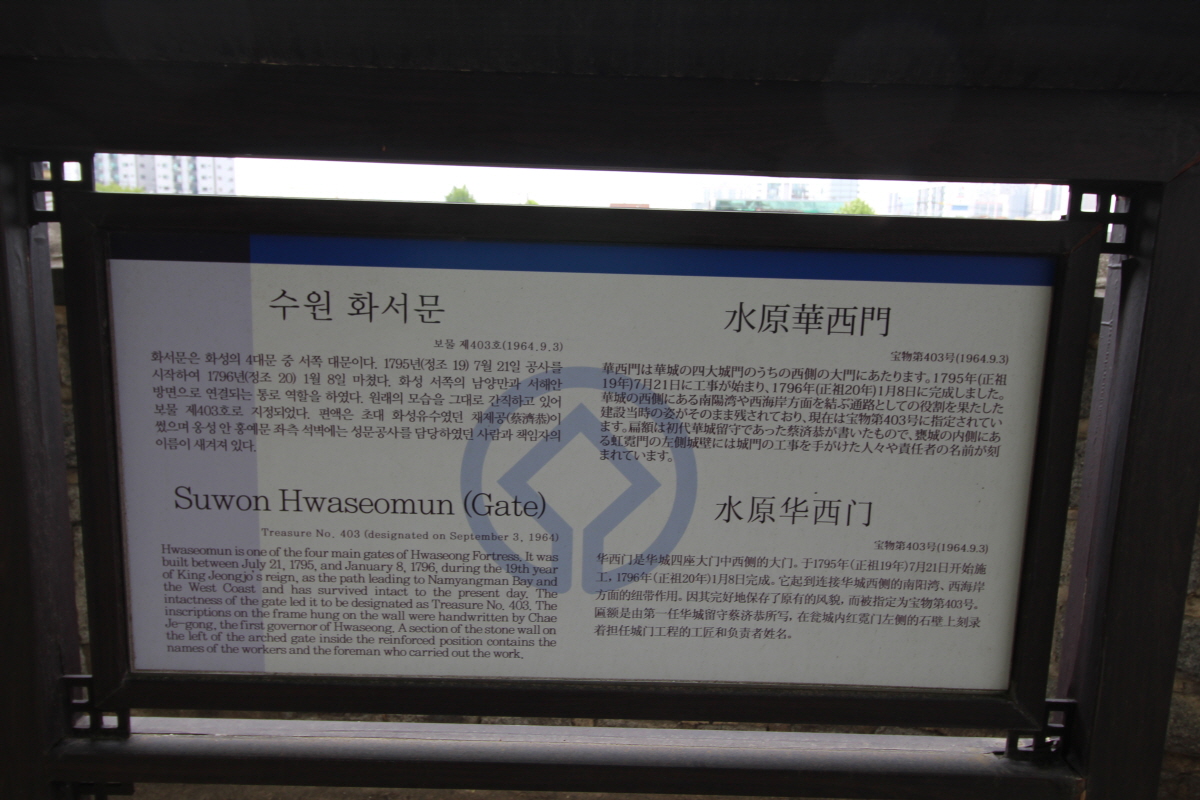 수원 화서문
보물 제403호(1964.9.3)
화서문은 화성의 4대문 중 서쪽 대문이다. 1795년(정조 19) 7월 21일 공사를
시작하여 1796년(정조 20) 1월 8일 마쳤다. 화성 서쪽의 남양만과 서해안
방면으로 연결되는 통로 역할을 하였다. 원래의 모습을 그대로 간직하고 있어
보물 제403호로 지정되었다. 편액은 초대 화성유수였던 채제공(蔡濟恭)이
썼으며 옹성 안 홍예문 좌측 석벽에는 성문공사를 담당하였던 사람과 책임자의
이름이 새겨져 있다.
Suwon Hwaseomun (Gate)
Treasure No. 403 (designated on September 3, 1964)
Hwaseomun is one of the four main gates of Hwaseong Fortress. It was
built between July 21, 1795, and January 8, 1796, during the 19th year
of King Jeongjo's reign, as the path leading to Namyangman Bay and
the West Coast and has survived intact to the present day. The
intactness of the gate led it to be designated as Treasure No. 403. The
inscriptions on the frame hung on the wall were handwritten by Chae
Je-gong, the first governor of Hwaseong. A section of the stone wall on
the left of the arched gate inside the reinforced position contains the
names of the workers and the foreman who carried out the work.
水原華西門
宝物第403号(1964.9.3)
華西門は華城の四大城門のうちの西側の大門にあたります。1795年(正祖
19年)7月21日に工事が始まり、1796年(正祖20年)1月8日に完成しました。
華城の西側にある南陽湾や西海岸方面を結ぶ通路としての役割を果たした
建設当時の姿がそのまま残されており、現在は宝物第403号に指定されていま
す。扁額は初代華城留守であった蔡済恭が書いたもので、甕城の内側にあ
る虹霓門の左側城壁には城門の工事を手がけた人々や責任者の名前が刻
まれています。
水原华西门
宝物第403号(1964.9.3)
华西门是华城四座大门中西侧的大门。于1795年(正祖19年)7月21日开始施
工，1796年(正祖20年)1月8日完成。它起到连接华城西侧的南阳湾、西海岸
方面的纽带作用。因其完好地保存了原有的风貌，而被指定为宝物第403号。
匾额是由第一任华城留守蔡济恭所写，在瓮城内红霓门左侧的石壁上刻录
着担任城门工程的工匠和负责者姓名。